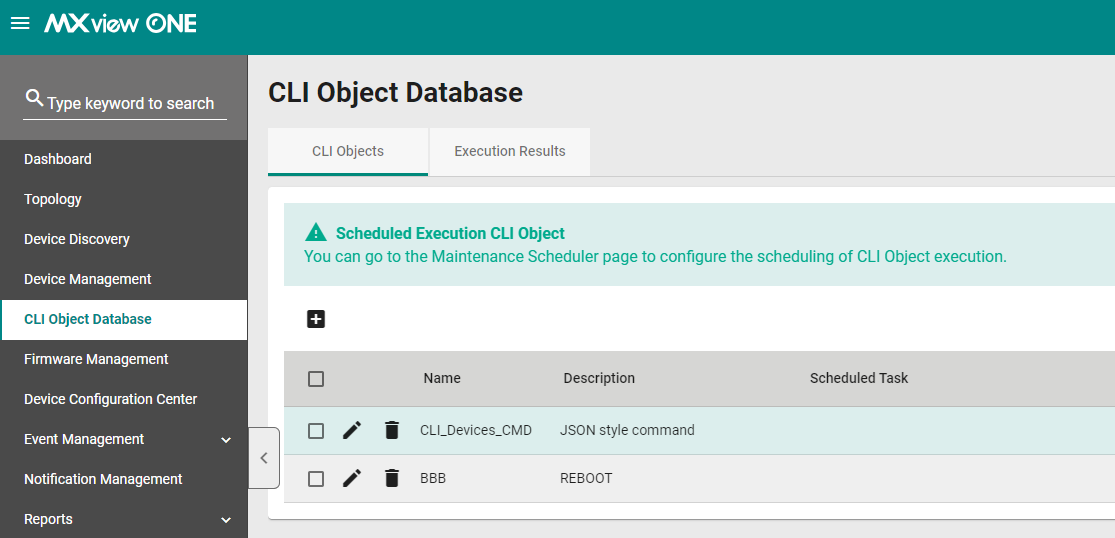 MXview ONE
Type keyword to search
Dashboard
Topology
Device Discovery
Device Management
CLI Object Database
Firmware Management
Device Configuration Center
Event Management
Notification Management
Reports
CLI Object Database
CLI Objects
Execution Results
Scheduled Execution CLI Object
You can go to the Maintenance Scheduler page to configure the scheduling of CLI Object execution.
Name Description Scheduled Task
CLI_Devices_CMD JSON style command
BBB REBOOT